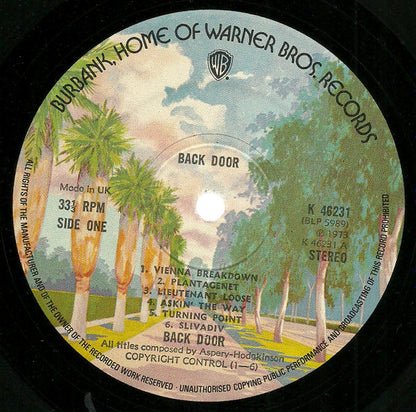 BURBANK, HOME OF WARNER BROS. RECORDS
WB
BACK DOOR
Made in UK
33⅓ RPM
SIDE ONE
K 46231
(BLP 5989)
℗ 1973
K 46231 A
STEREO
1. VIENNA BREAKDOWN
2. PLANTAGENET
3. LIEUTENANT LOOSE
4. ASKIN' THE WAY
5. TURNING POINT
6. SLIVADIV
BACK DOOR
All titles composed by Aspery-Hodgkinson
COPYRIGHT CONTROL (1—6)
ALL RIGHTS OF THE MANUFACTURER AND OF THE OWNER OF THE RECORDED WORK RESERVED · UNAUTHORISED COPYING PUBLIC PERFORMANCE AND BROADCASTING OF THIS RECORD PROHIBITED